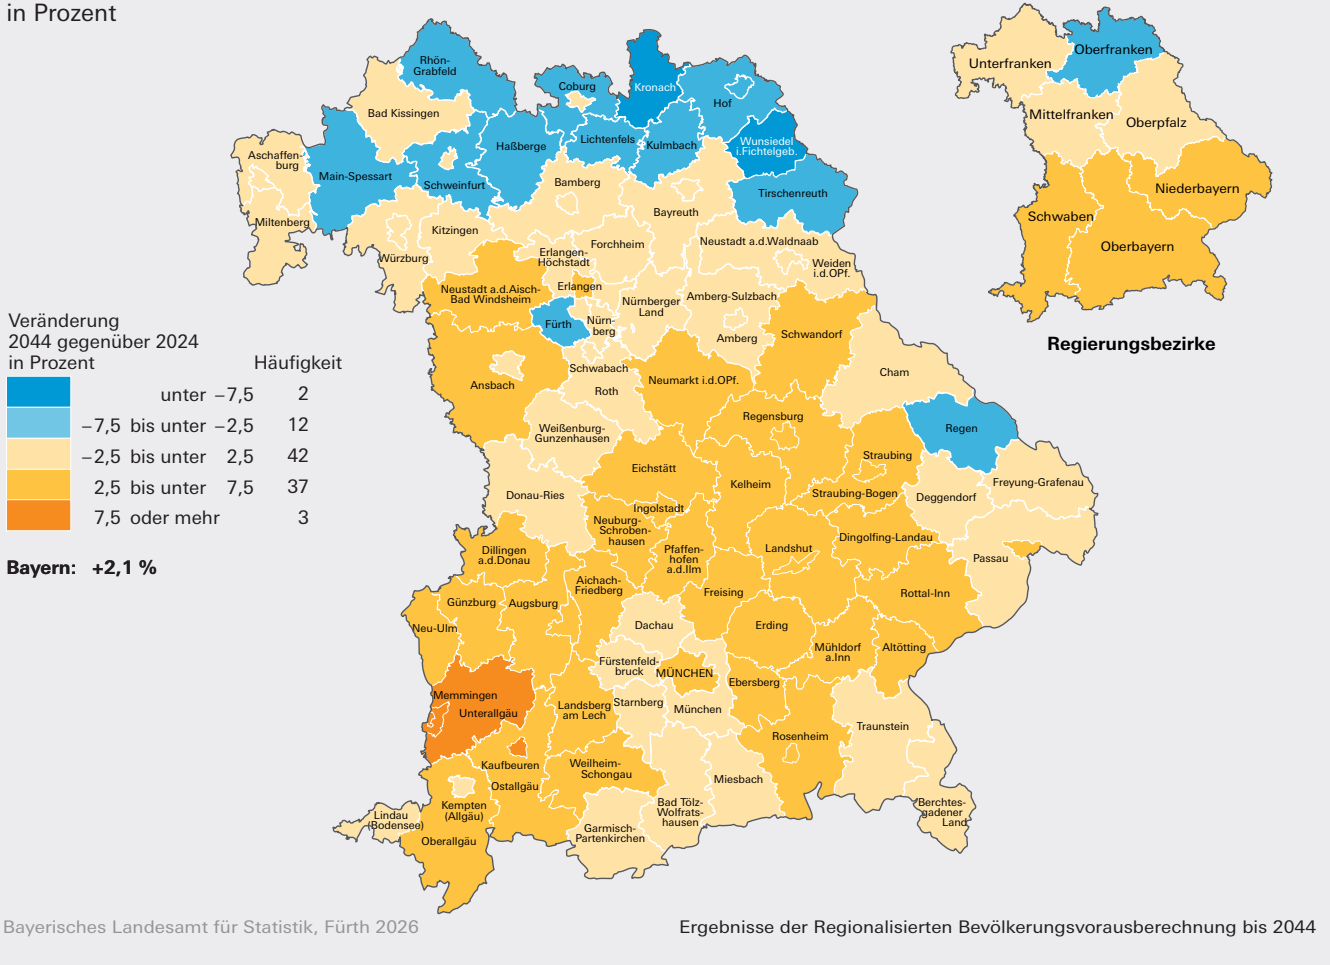 in Prozent
Rhön-
Grabfeld
Bad Kissingen
Coburg
Kronach
Hof
Lichtenfels
Kulmbach
Wunsiedel
i.Fichtelgeb.
Haßberge
Aschaffen-
burg
Main-Spessart
Schweinfurt
Bamberg
Bayreuth
Tirschenreuth
Miltenberg
Kitzingen
Würzburg
Forchheim
Erlangen-
Höchstadt
Neustadt a.d.Waldnaab
Weiden
i.d.OPf.
Erlangen
Neustadt a.d.Aisch-
Bad Windsheim
Nürnberger
Land
Amberg-Sulzbach
Fürth
Nürn-
berg
Amberg
Schwandorf
Schwabach
Roth
Ansbach
Neumarkt i.d.OPf.
Cham
Regensburg
Regen
Weißenburg-
Gunzenhausen
Straubing
Eichstätt
Kelheim
Straubing-Bogen
Deggendorf
Freyung-Grafenau
Donau-Ries
Ingolstadt
Neuburg-
Schroben-
hausen
Pfaffen-
hofen
a.d.Ilm
Landshut
Dingolfing-Landau
Passau
Dillingen
a.d.Donau
Aichach-
Friedberg
Freising
Rottal-Inn
Günzburg
Augsburg
Neu-Ulm
Dachau
Erding
Mühldorf
a.Inn
Altötting
Fürstenfeld-
bruck
MÜNCHEN
Ebersberg
Memmingen
Unterallgäu
Landsberg
am Lech
Starnberg
München
Traunstein
Rosenheim
Kaufbeuren
Ostallgäu
Weilheim-
Schongau
Miesbach
Kempten
(Allgäu)
Bad Tölz-
Wolfrats-
hausen
Berchtes-
gadener
Land
Lindau
(Bodensee)
Oberallgäu
Garmisch-
Partenkirchen
Unterfranken
Oberfranken
Mittelfranken
Oberpfalz
Niederbayern
Schwaben
Oberbayern
Regierungsbezirke
Veränderung
2044 gegenüber 2024
in Prozent Häufigkeit
unter −7,5 2
−7,5 bis unter −2,5 12
−2,5 bis unter 2,5 42
2,5 bis unter 7,5 37
7,5 oder mehr 3
Bayern: +2,1 %
Bayerisches Landesamt für Statistik, Fürth 2026
Ergebnisse der Regionalisierten Bevölkerungsvorausberechnung bis 2044